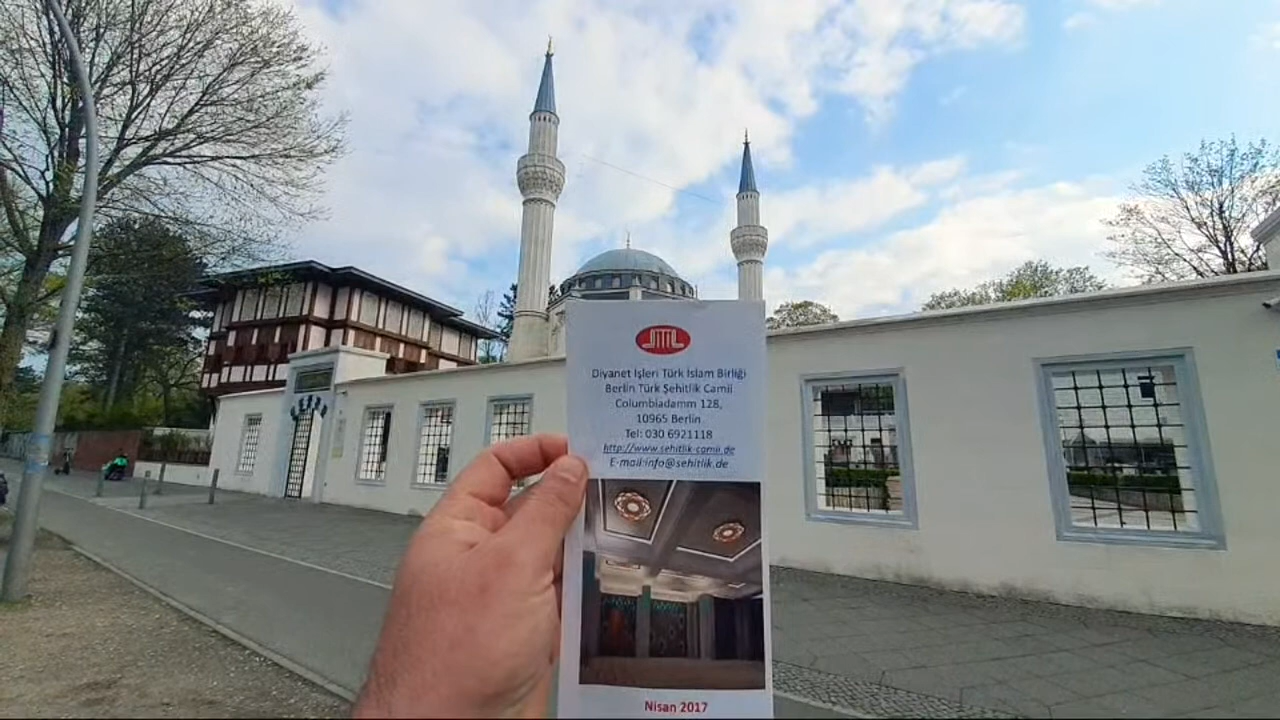 Diyanet İşleri Türk İslam Birliği
Berlin Türk Şehitlik Camii
Columbiadamm 128,
10965 Berlin
Tel: 030 6921118
http://www.sehitlik-camii.de
E-mail:info@sehitlik.de
Nisan 2017